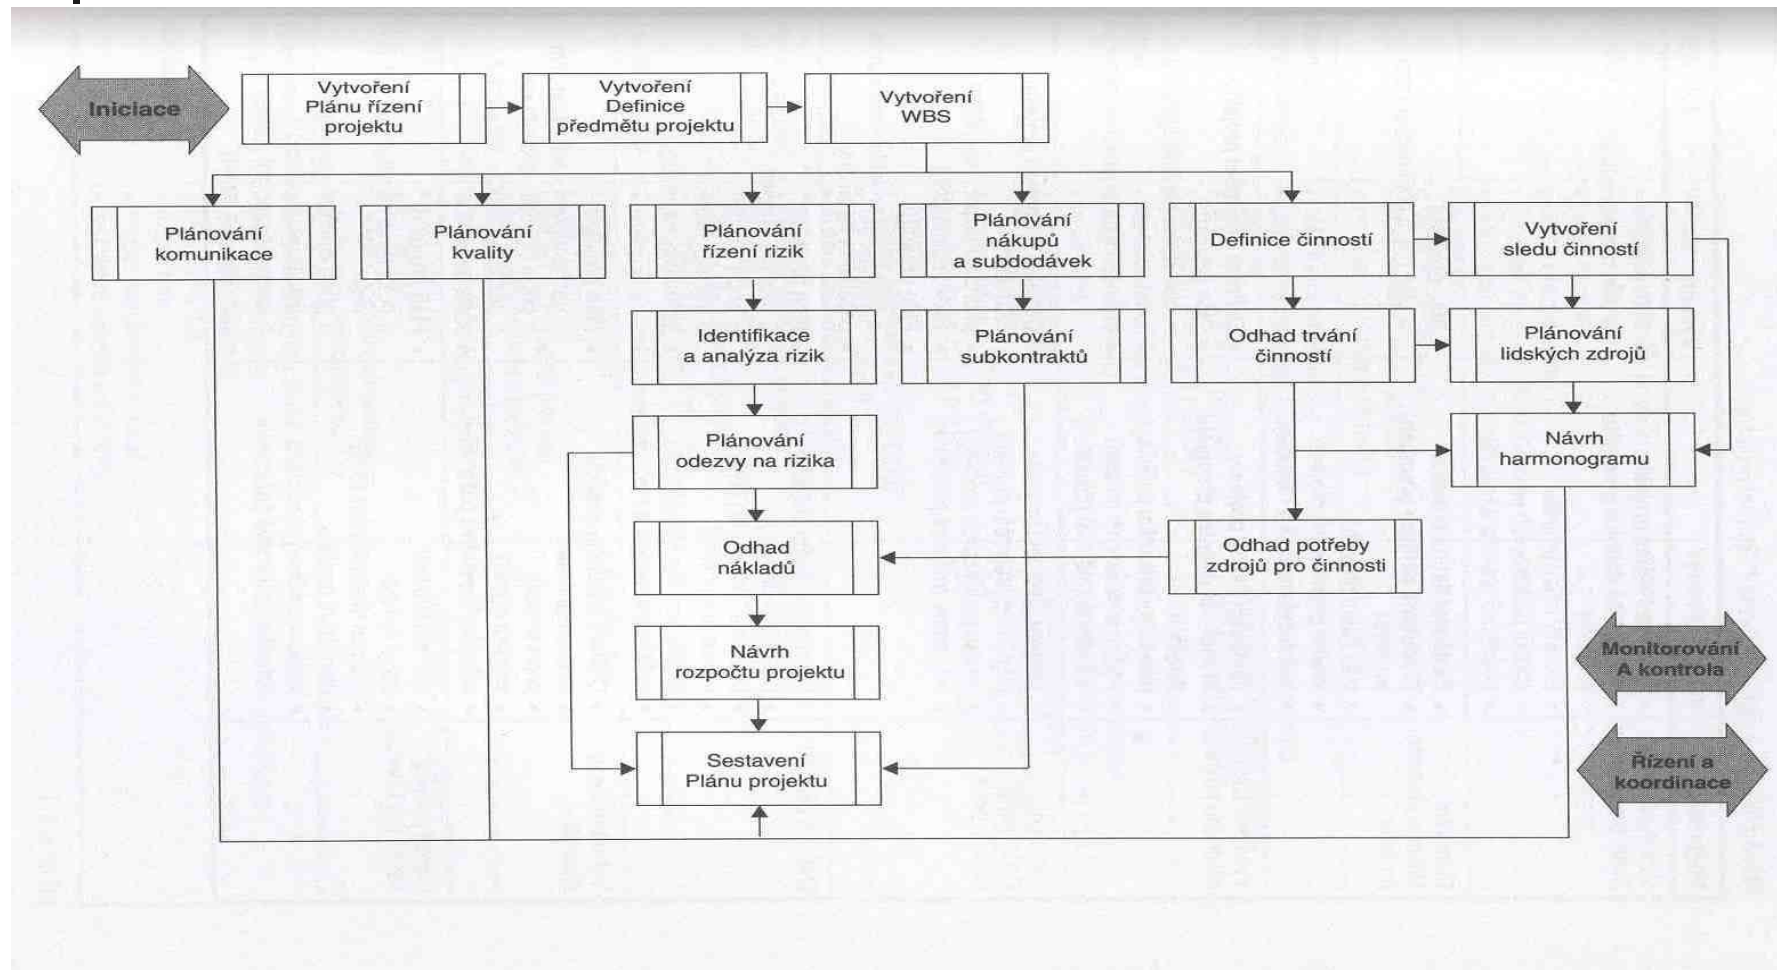 Iniciace
Vytvoření
Plánu řízení
projektu
Vytvoření
Definice
předmětu projektu
Vytvoření
WBS
Plánování
komunikace
Plánování
kvality
Plánování
řízení rizik
Plánování
nákupů
a subdodávek
Definice činností
Vytvoření
sledu činností
Identifikace
a analýza rizik
Plánování
subkontraktů
Odhad trvání
činností
Plánování
lidských zdrojů
Plánování
odezvy na rizika
Návrh
harmonogramu
Odhad
nákladů
Odhad potřeby
zdrojů pro činnosti
Návrh
rozpočtu projektu
Monitorování
A kontrola
Sestavení
Plánu projektu
Řízení a
koordinace